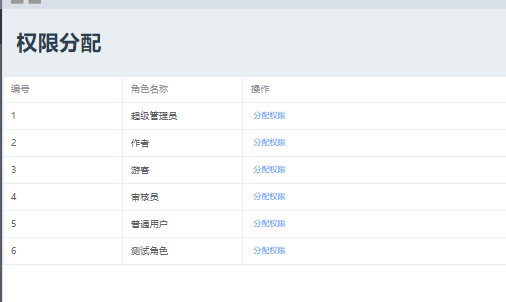 权限分配
编号 角色名称 操作
1 超级管理员 分配权限
2 作者 分配权限
3 游客 分配权限
4 审核员 分配权限
5 普通用户 分配权限
6 测试角色 分配权限